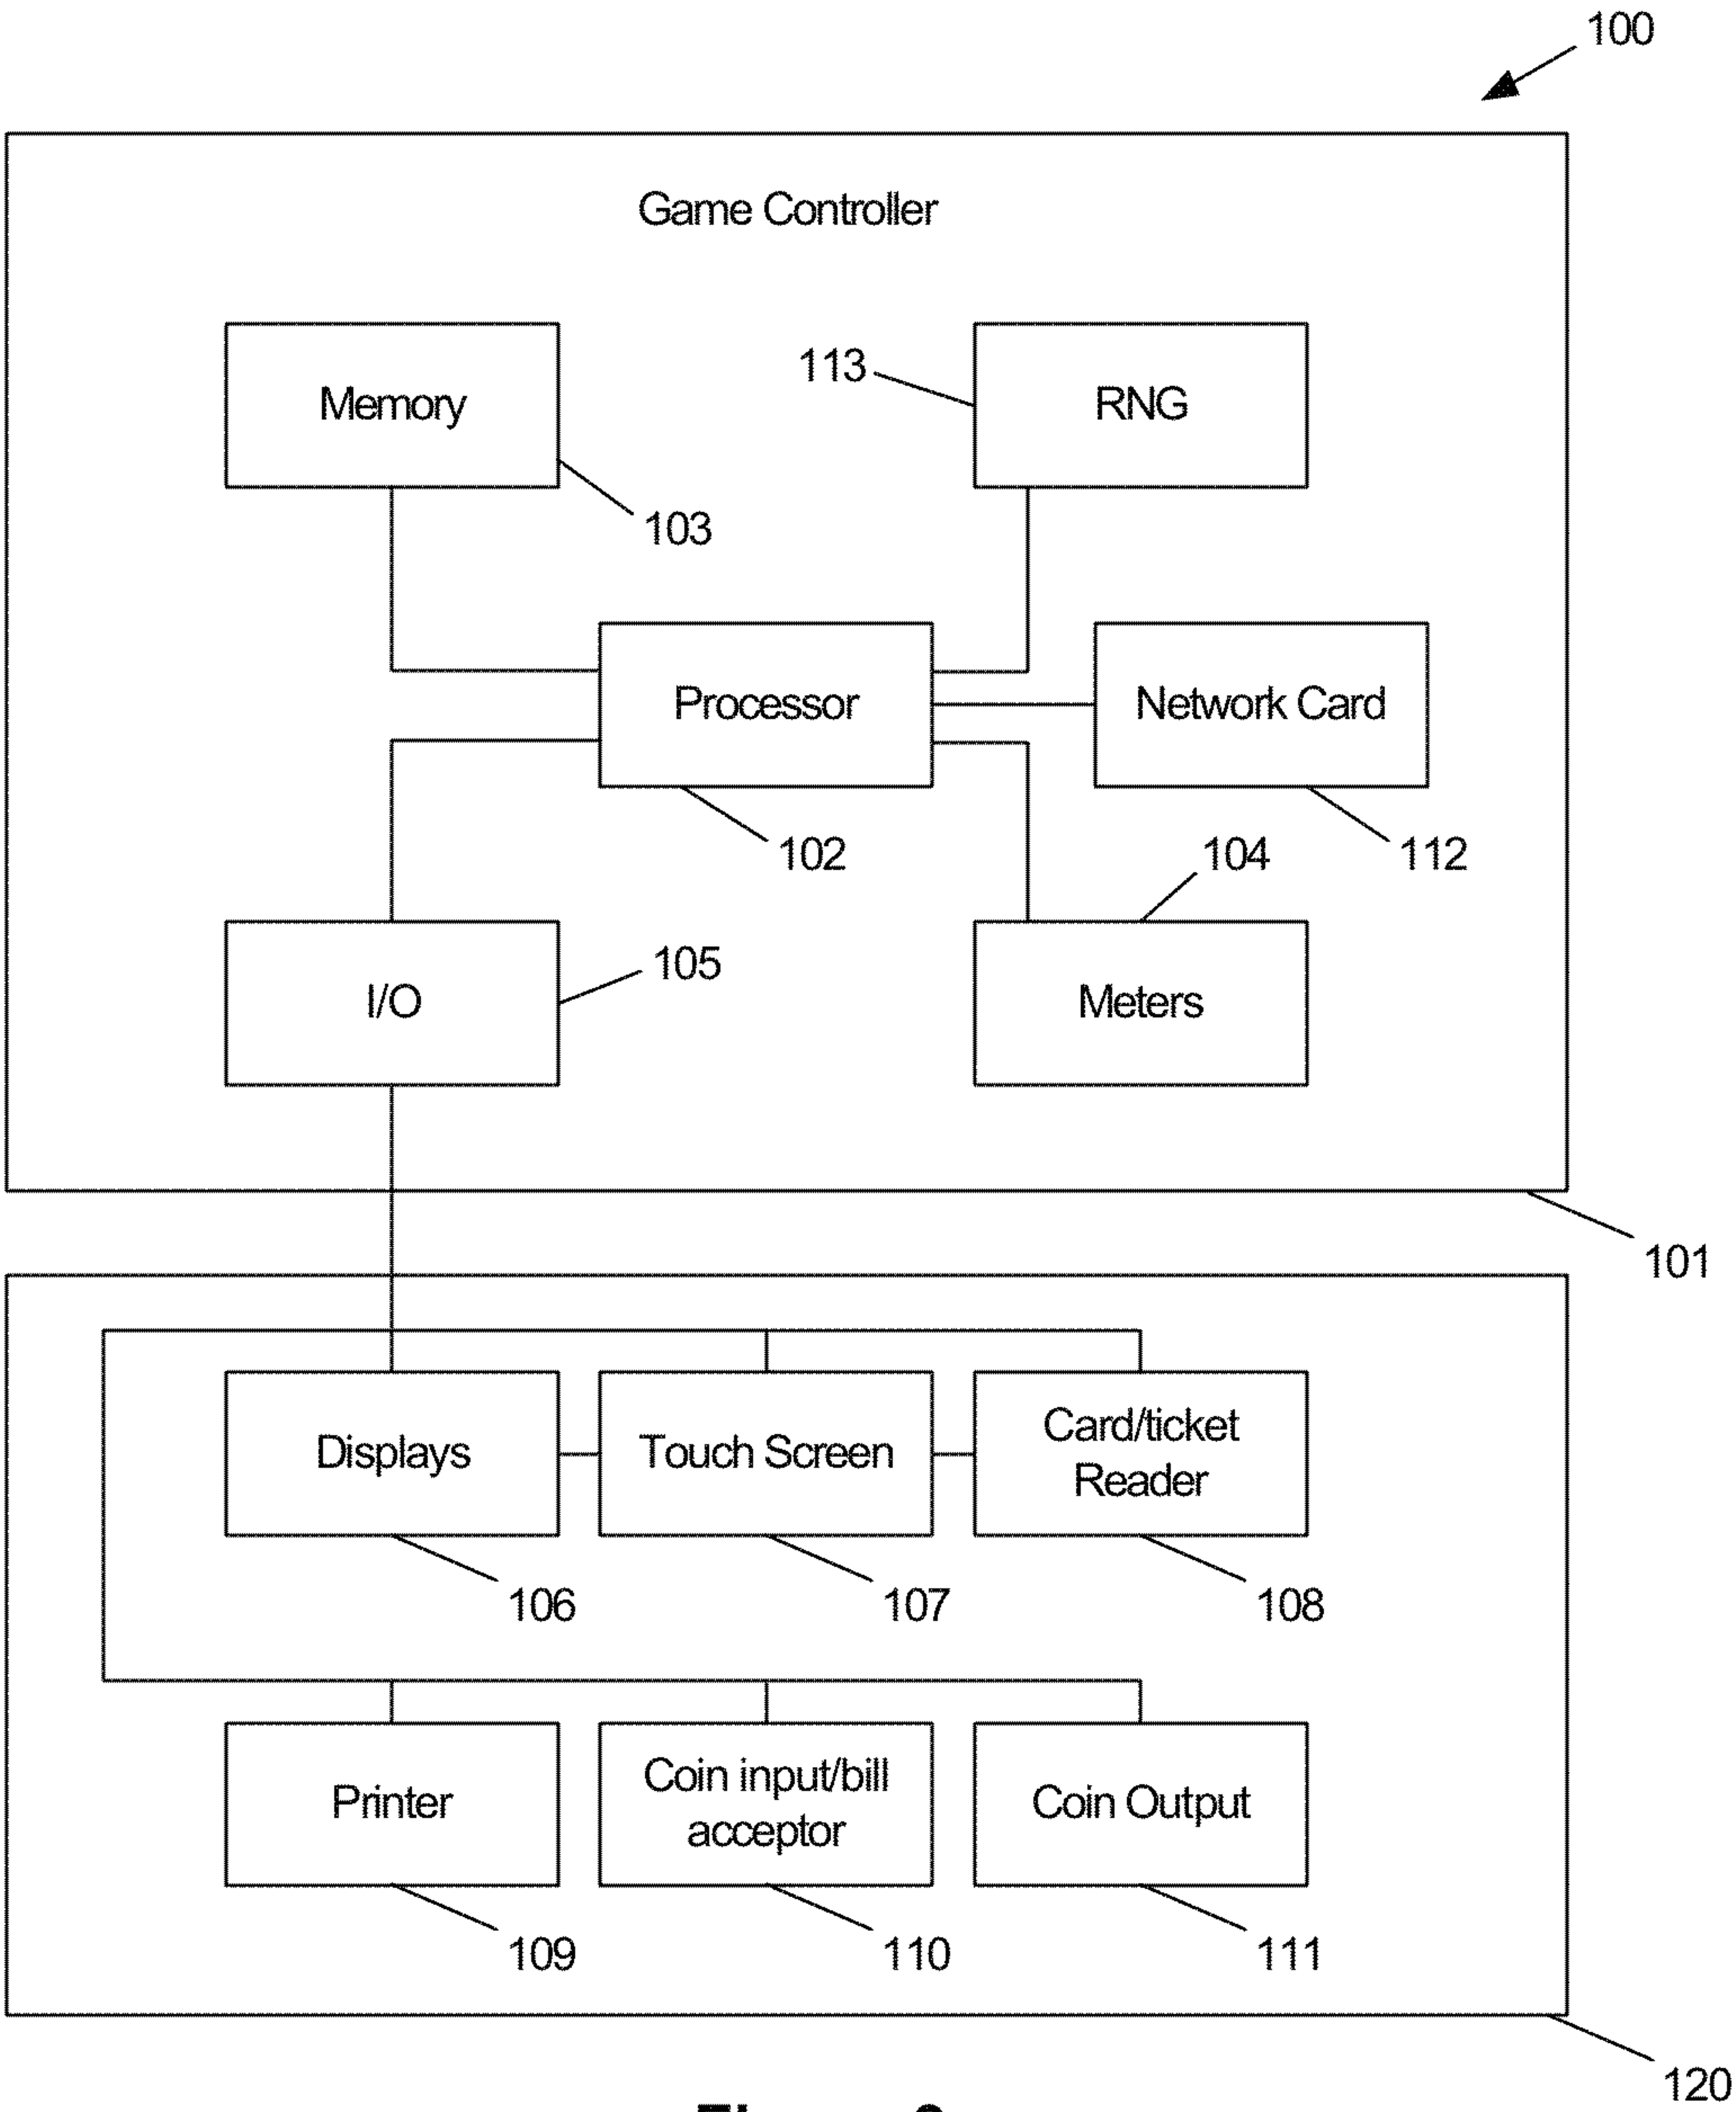 100
Game Controller
Memory
113
RNG
103
Processor
Network Card
102
104
112
I/O
105
Meters
101
Displays
Touch Screen
Card/ticket
Reader
106
107
108
Printer
Coin input/bill
acceptor
Coin Output
109
110
111
120